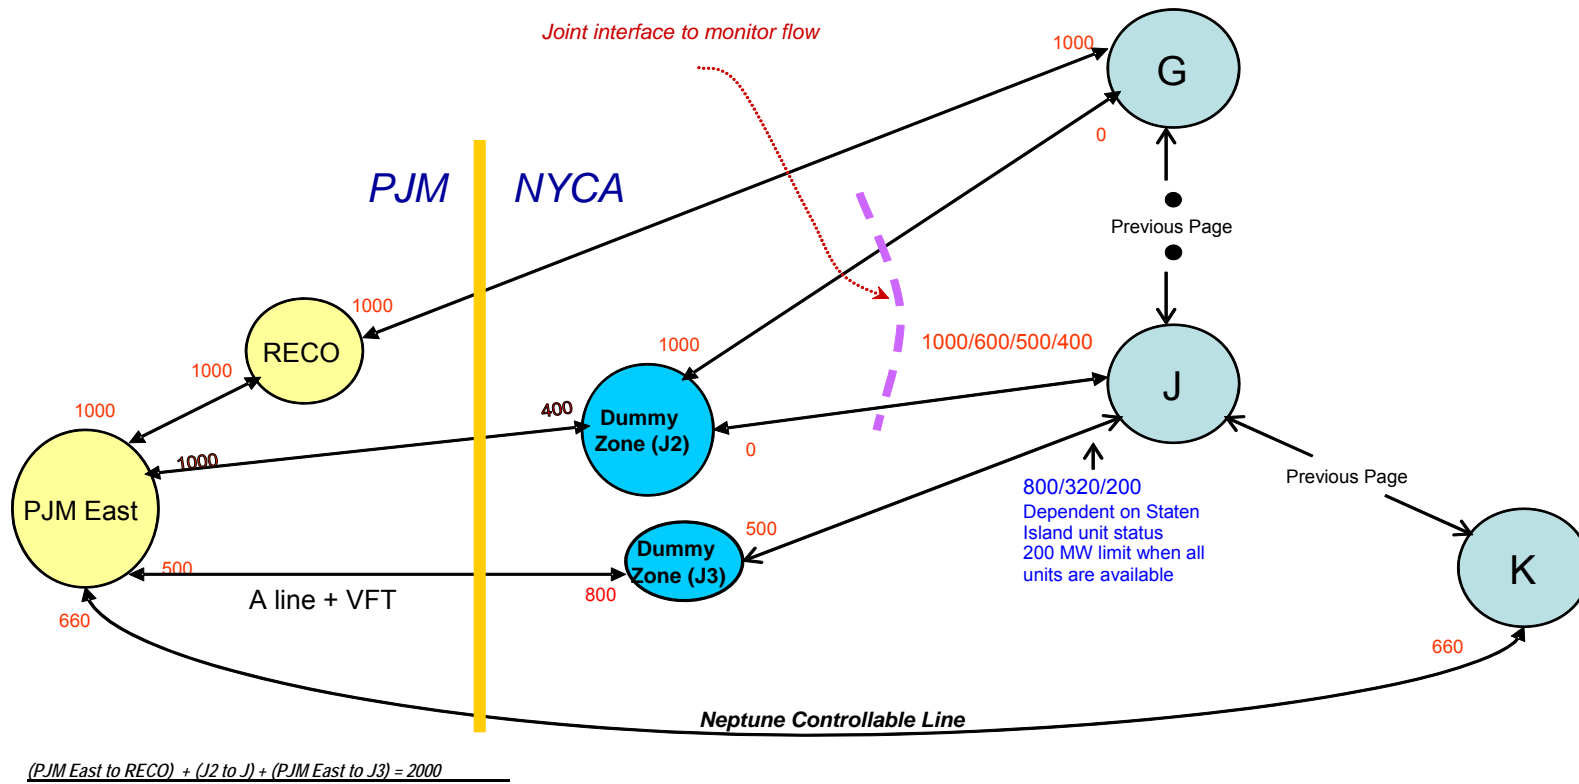 Joint interface to monitor flow
1000
G
0
PJM
NYCA
Previous Page
1000
1000
RECO
1000
1000
1000/600/500/400
J
1000
400
Dummy
Zone (J2)
0
PJM East
800/320/200
Dependent on Staten
Island unit status
200 MW limit when all
units are available
Previous Page
500
Dummy
Zone (J3)
500
800
A line + VFT
K
660
660
Neptune Controllable Line
(PJM East to RECO) + (J2 to J) + (PJM East to J3) = 2000